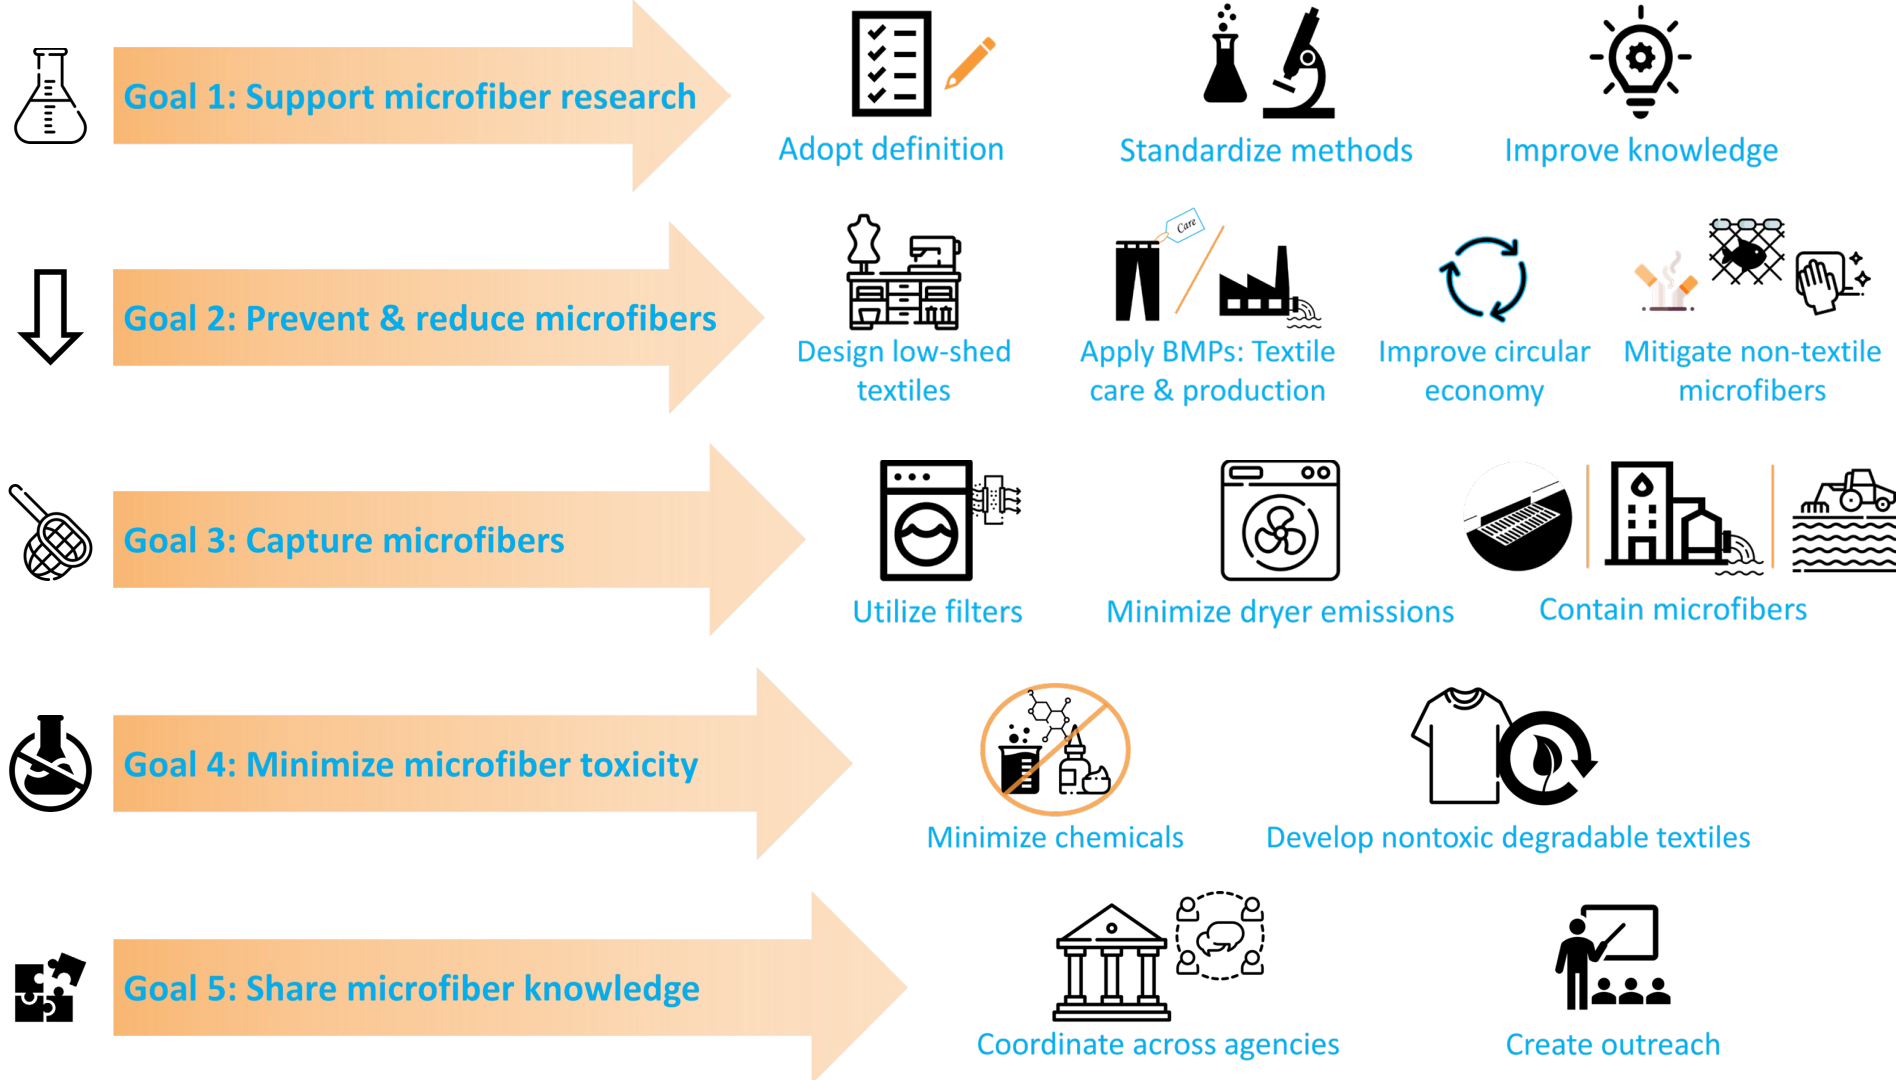 Goal 1: Support microfiber research
Adopt definition
Standardize methods
Improve knowledge
Goal 2: Prevent & reduce microfibers
Care
Design low-shed
textiles
Apply BMPs: Textile
care & production
Improve circular
economy
Mitigate non-textile
microfibers
Goal 3: Capture microfibers
Utilize filters
Minimize dryer emissions
Contain microfibers
Goal 4: Minimize microfiber toxicity
Minimize chemicals
Develop nontoxic degradable textiles
Goal 5: Share microfiber knowledge
Coordinate across agencies
Create outreach